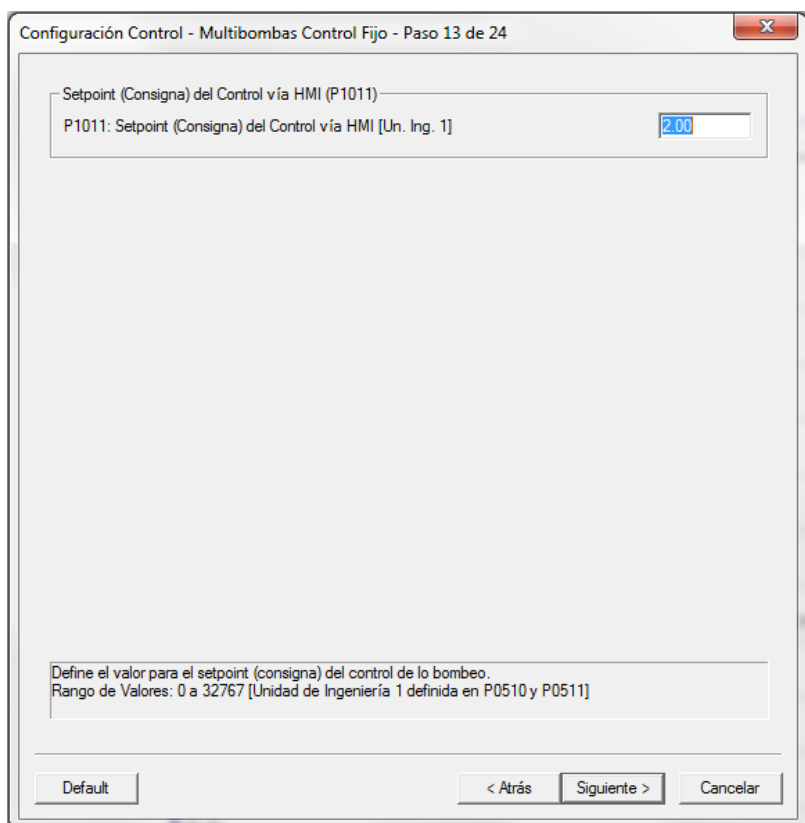 Configuración Control - Multibombas Control Fijo - Paso 13 de 24
Setpoint (Consigna) del Control vía HMI (P1011)
P1011: Setpoint (Consigna) del Control vía HMI [Un. Ing. 1]
2.00
Define el valor para el setpoint (consigna) del control de lo bombeo.
Rango de Valores: 0 a 32767 [Unidad de Ingeniería 1 definida en P0510 y P0511]
Default
< Atrás
Siguiente >
Cancelar